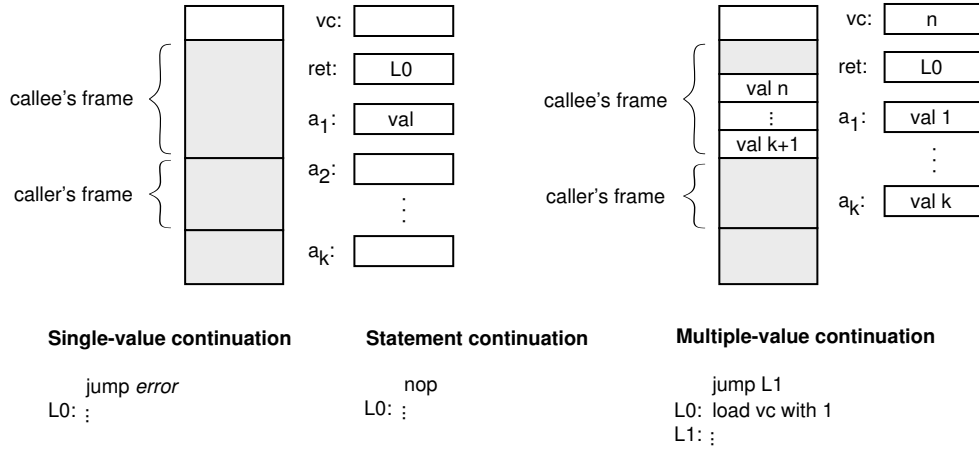 vc:
callee's frame
ret: L0
a1: val
a2:
caller's frame
⋮
ak:
vc: n
callee's frame
ret: L0
val n
⋮
val k+1
a1: val 1
⋮
caller's frame
ak: val k
Single-value continuation
jump error
L0: ⋮
Statement continuation
nop
L0: ⋮
Multiple-value continuation
jump L1
L0: load vc with 1
L1: ⋮